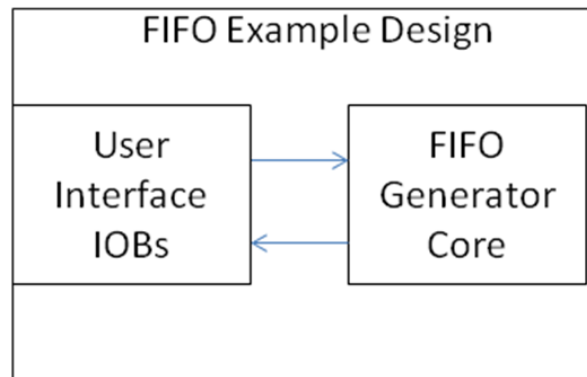 FIFO Example Design
User
Interface
IOBs
FIFO
Generator
Core